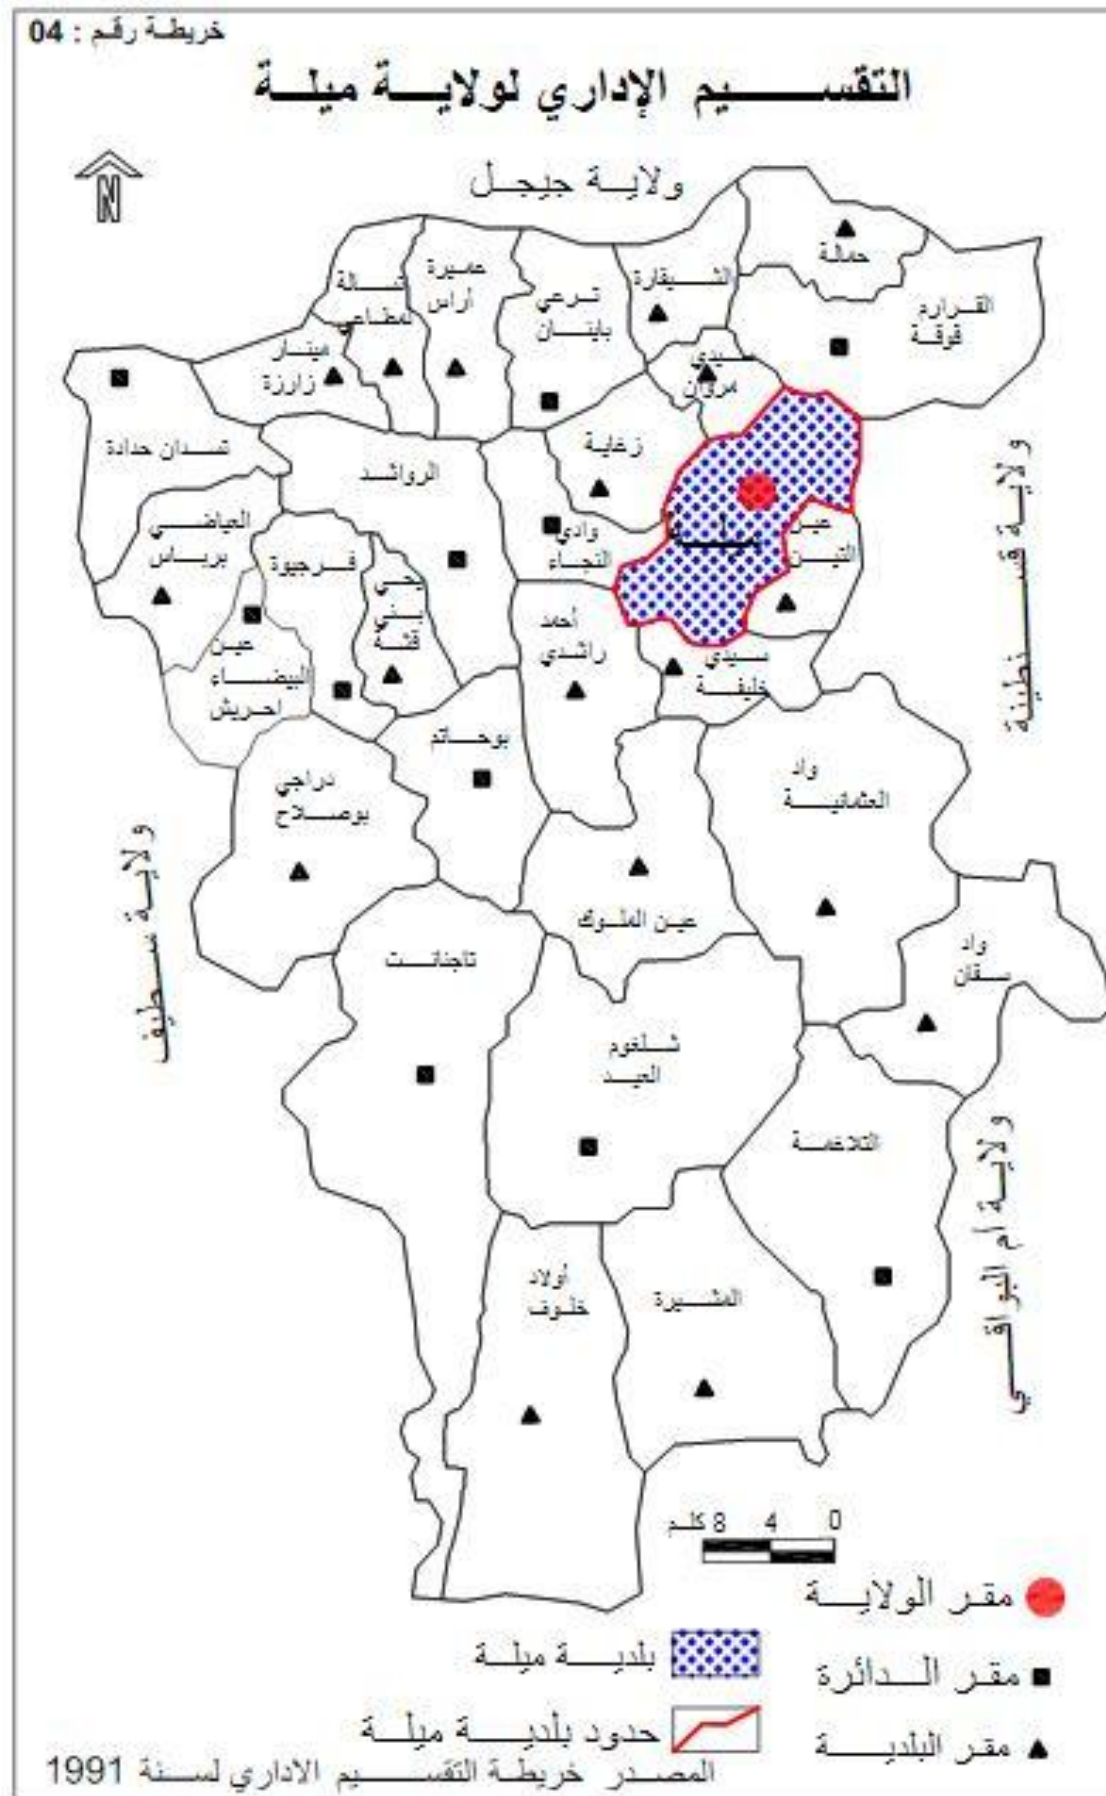 خريطة رقم : 04
التقسيم الإداري لولاية ميلة
N
ولاية جيجل
حمالة
القرارم
قوقة
الشيقارة
ترعي
باينان
عميرة
أراس
تسالة
لمطاعي
مينار
زارزة
سيدي
مروان
تسدان حدادة
الرواشد
زغاية
ولاية قسنطينة
العياضي
برباس
فرجيوة
يحي
بني
قشة
وادي
النجاء
ميلة
عين
التين
أحمد
راشدي
سيدي
خليفة
عين
البيضاء
احريش
بوحاتم
دراجي
بوصلاح
واد
العثمانية
ولاية سطيف
عين الملوك
تاجنانت
واد
سقان
شلغوم
العيد
التلاغمة
ولاية ام البواقي
أولاد
خلوف
المشيرة
0 4 8 كلم
مقر الولاية
مقر الدائرة
مقر البلدية
بلدية ميلة
حدود بلدية ميلة
المصدر خريطة التقسيم الاداري لسنة 1991